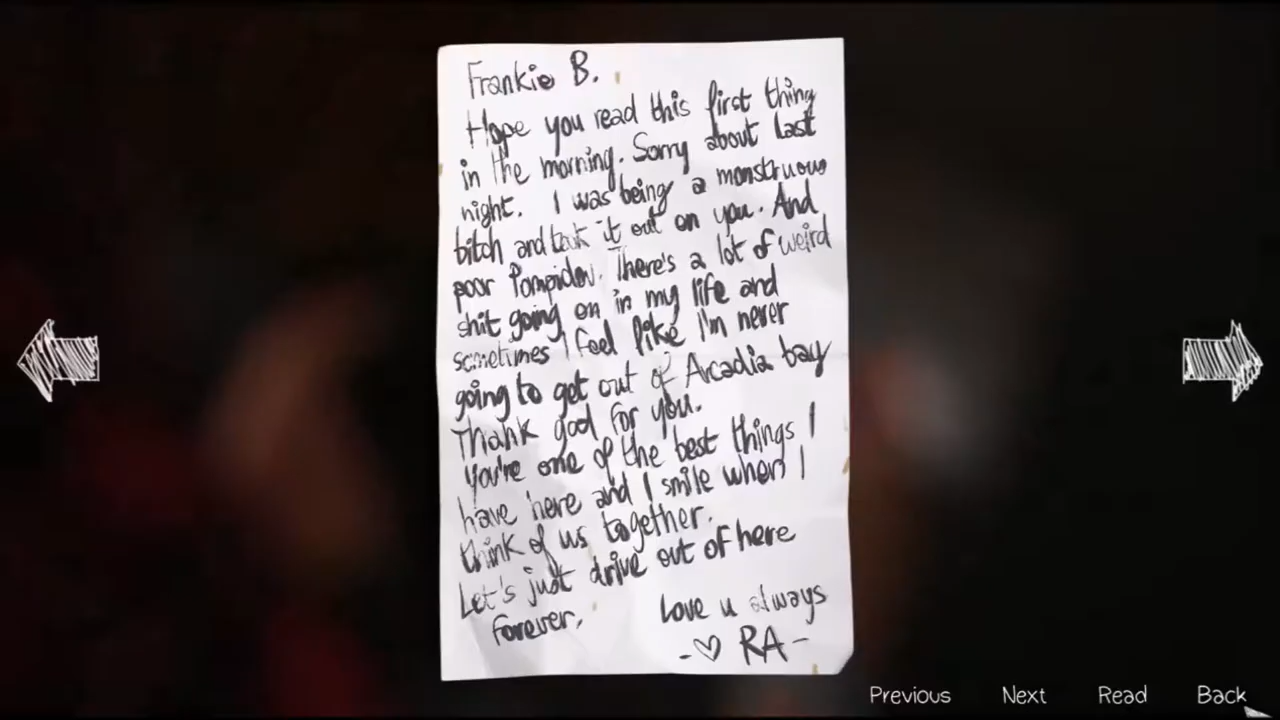 Frankie B.
Hope you read this first thing
in the morning. Sorry about last
night. I was being a monstruous
bitch and took it out on you. And
poor Pompidou. There's a lot of weird
shit going on in my life and
sometimes I feel like I'm never
going to get out of Arcadia bay
Thank god for you.
You're one of the best things I
have here and I smile when I
think of us together.
Let's just drive out of here
forever.
Love u always
-♡ RA-
Previous Next Read Back